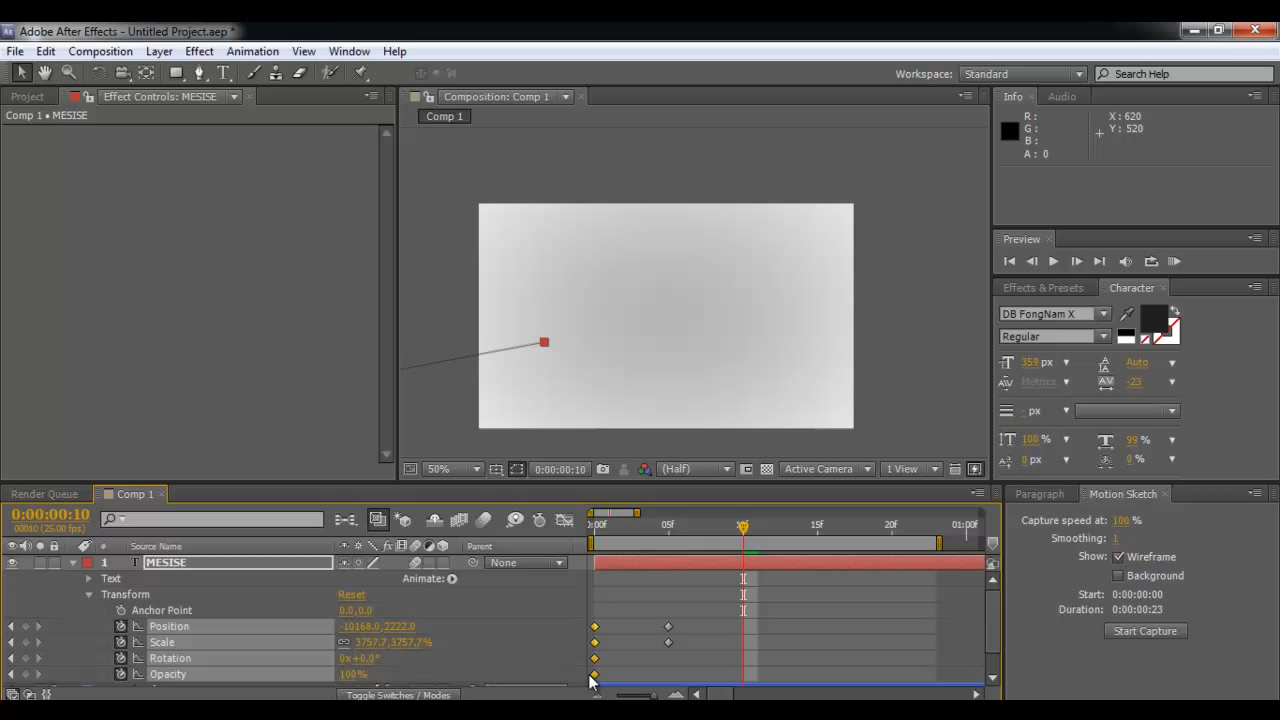 Adobe After Effects - Untitled Project.aep *
File Edit Composition Layer Effect Animation View Window Help
Workspace: Standard Search Help
Project Effect Controls: MESISE Composition: Comp 1 Info Audio
Comp 1 • MESISE
Comp 1
R:
G:
B:
A: 0
X: 620
Y: 520
Preview
Effects & Presets Character
DB FongNam X
Regular
359 px Auto
Metrics -23
- px
100 % 99 %
0 px 0 %
50% 0:00:00:10 (Half) Active Camera 1 View
Render Queue Comp 1
0:00:00:10
00010 (25.00 fps)
:00f 05f 10f 15f 20f 01:00f
# Source Name Parent
1 T MESISE None
Text Animate:
Transform Reset
Anchor Point 0.0,0.0
Position -10168.0,2222.0
Scale 3757.7,3757.7%
Rotation 0x+0.0°
Opacity 100%
Toggle Switches / Modes
Paragraph Motion Sketch
Capture speed at: 100 %
Smoothing: 1
Show: Wireframe
Background
Start: 0:00:00:00
Duration: 0:00:00:23
Start Capture